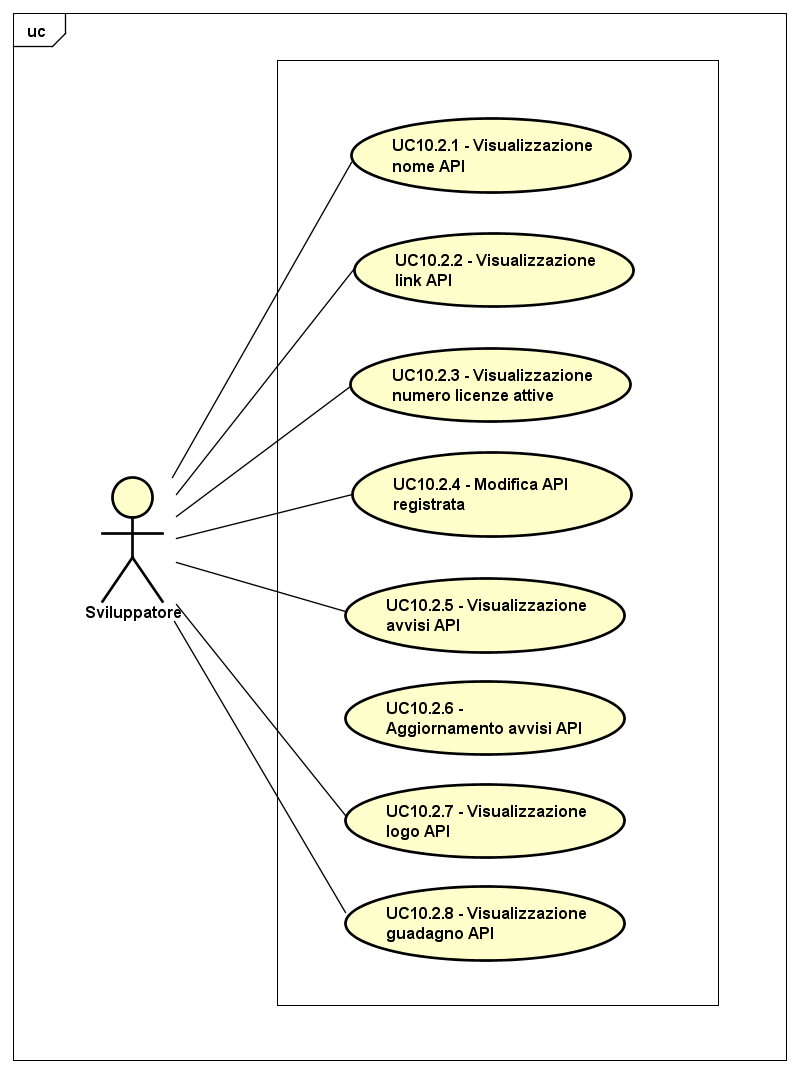 uc
UC10.2.1 - Visualizzazione
nome API
UC10.2.2 - Visualizzazione
link API
UC10.2.3 - Visualizzazione
numero licenze attive
UC10.2.4 - Modifica API
registrata
Sviluppatore
UC10.2.5 - Visualizzazione
avvisi API
UC10.2.6 -
Aggiornamento avvisi API
UC10.2.7 - Visualizzazione
logo API
UC10.2.8 - Visualizzazione
guadagno API